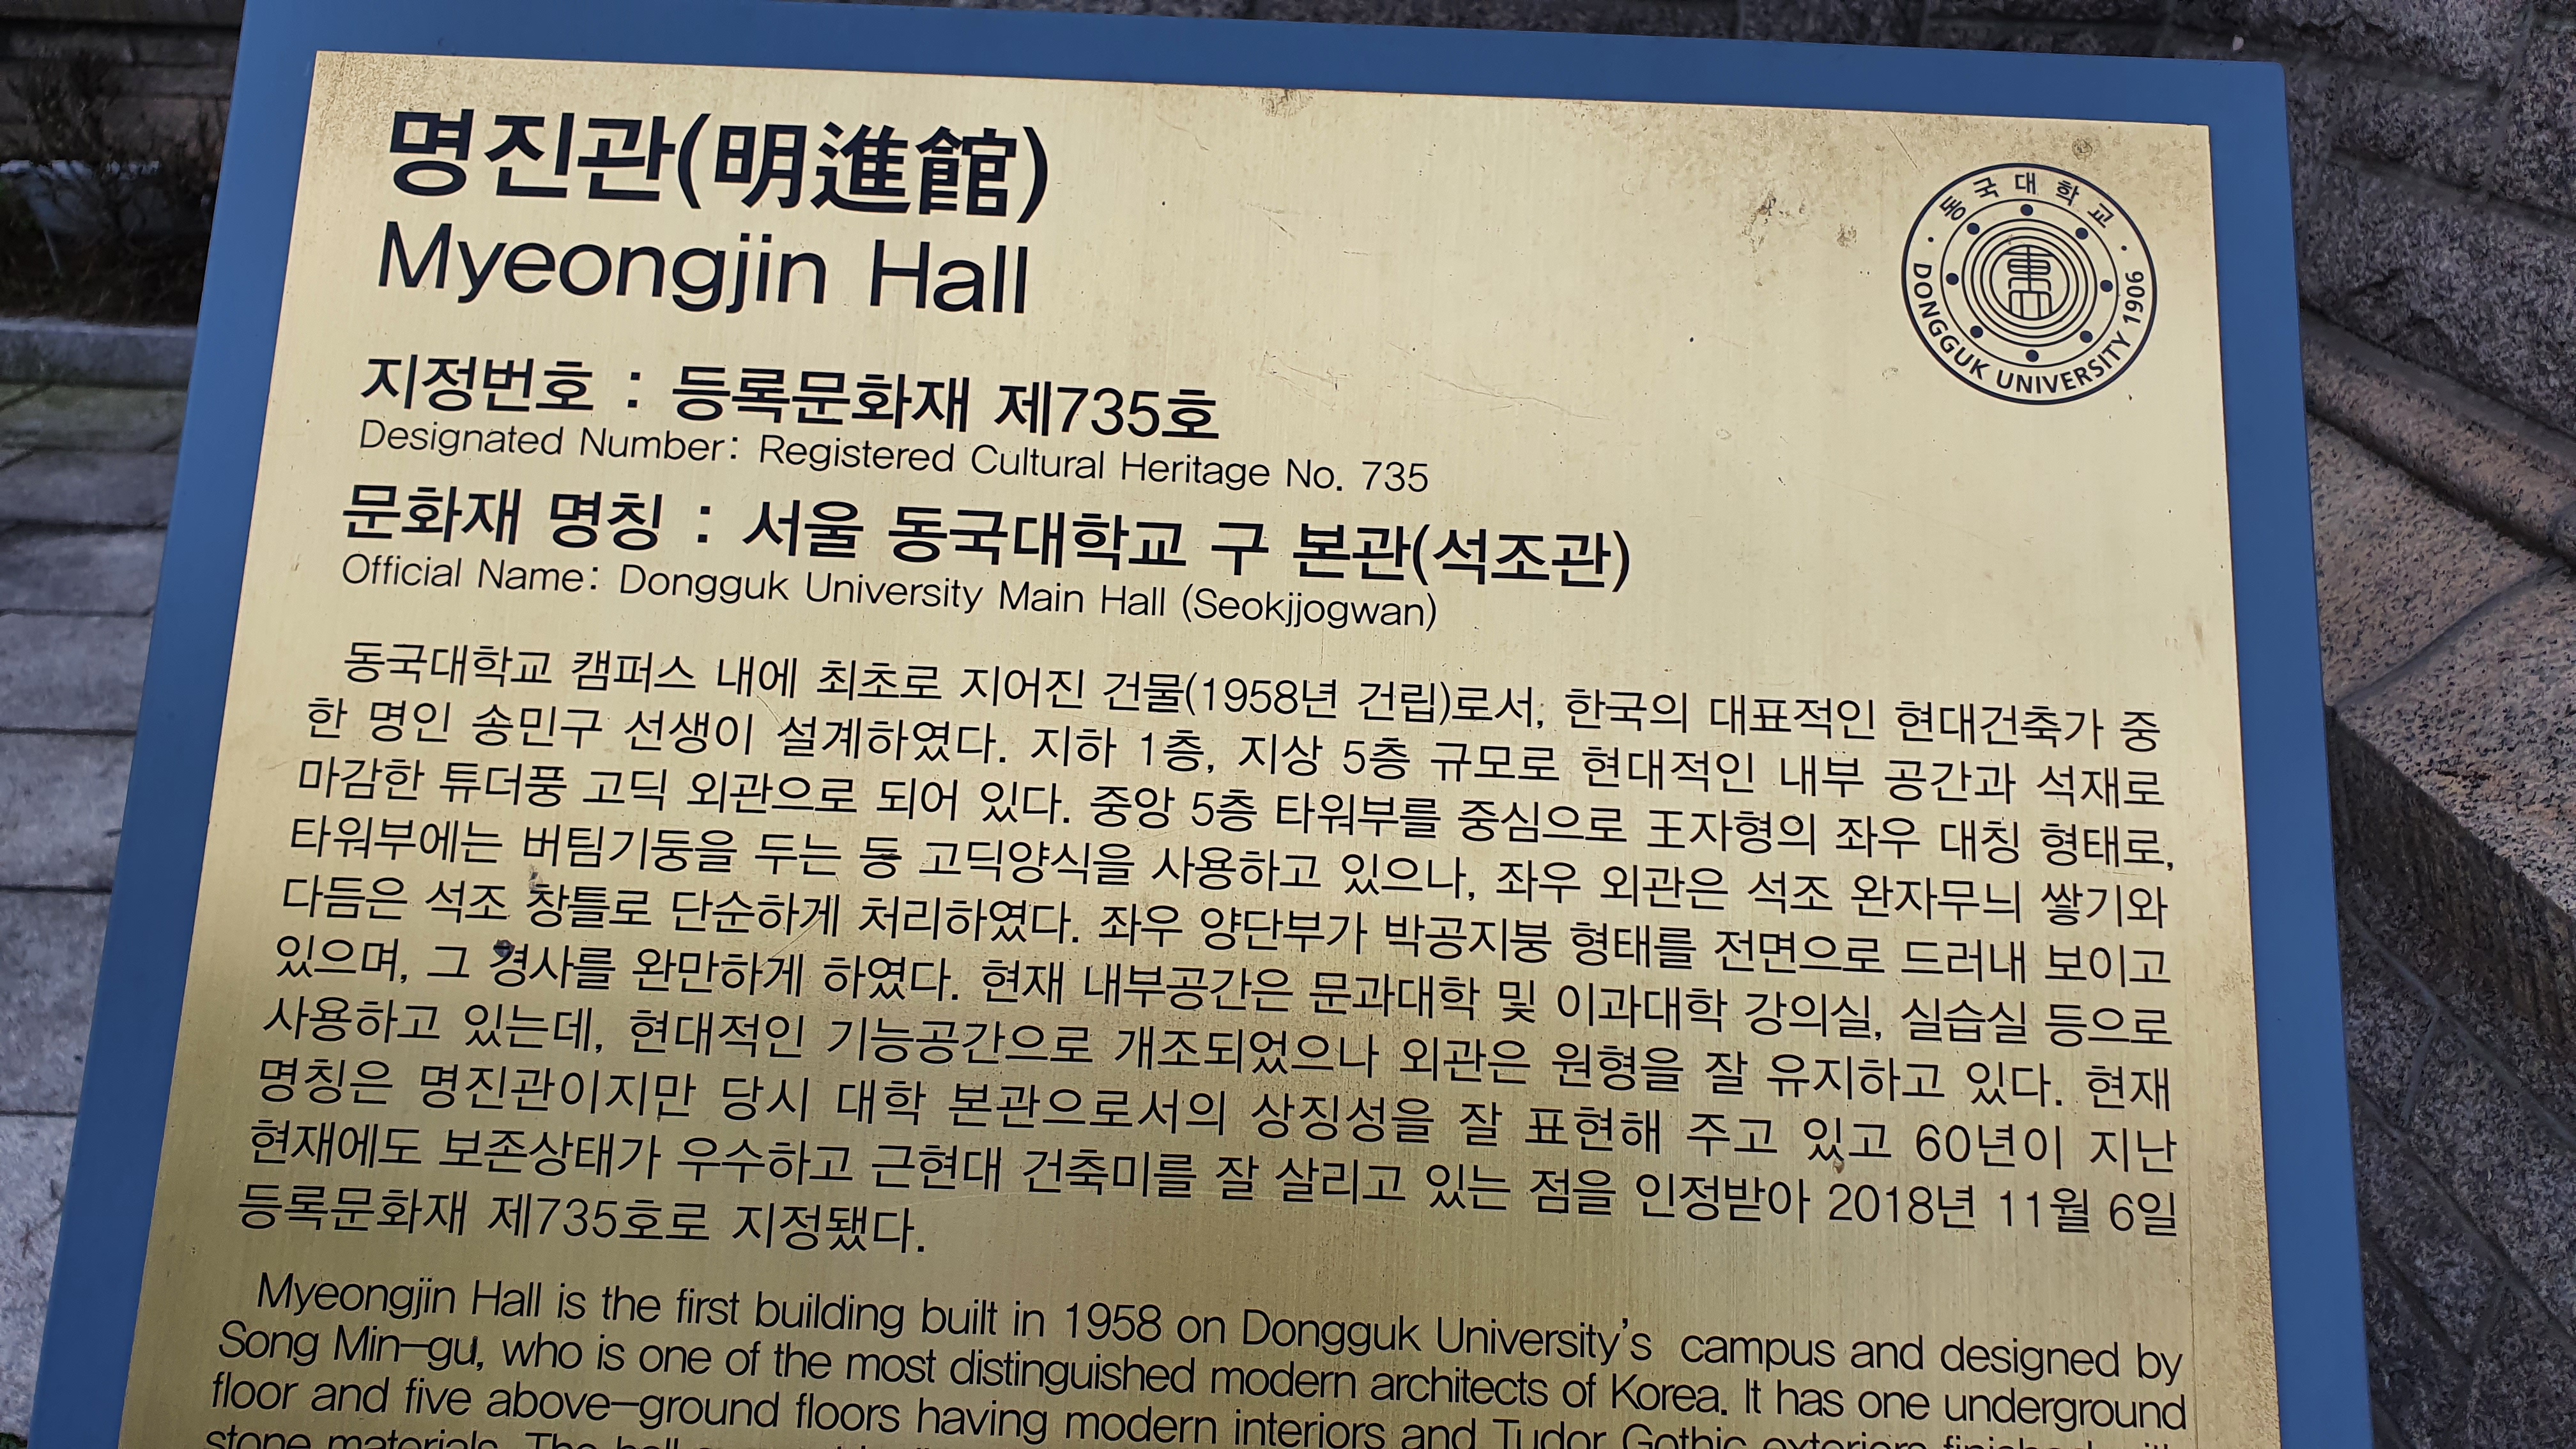 명진관(明進館)
Myeongjin Hall
동국대학교
DONGGUK UNIVERSITY 1906
지정번호 : 등록문화재 제735호
Designated Number: Registered Cultural Heritage No. 735
문화재 명칭 : 서울 동국대학교 구 본관(석조관)
Official Name: Dongguk University Main Hall (Seokjjogwan)
동국대학교 캠퍼스 내에 최초로 지어진 건물(1958년 건립)로서, 한국의 대표적인 현대건축가 중
한 명인 송민구 선생이 설계하였다. 지하 1층, 지상 5층 규모로 현대적인 내부 공간과 석재로
마감한 튜더풍 고딕 외관으로 되어 있다. 중앙 5층 타워부를 중심으로 王자형의 좌우 대칭 형태로,
타워부에는 버팀기둥을 두는 등 고딕양식을 사용하고 있으나, 좌우 외관은 석조 완자무늬 쌓기와
다듬은 석조 창틀로 단순하게 처리하였다. 좌우 양단부가 박공지붕 형태를 전면으로 드러내 보이고
있으며, 그 경사를 완만하게 하였다. 현재 내부공간은 문과대학 및 이과대학 강의실, 실습실 등으로
사용하고 있는데, 현대적인 기능공간으로 개조되었으나 외관은 원형을 잘 유지하고 있다. 현재
명칭은 명진관이지만 당시 대학 본관으로서의 상징성을 잘 표현해 주고 있고 60년이 지난
현재에도 보존상태가 우수하고 근현대 건축미를 잘 살리고 있는 점을 인정받아 2018년 11월 6일
등록문화재 제735호로 지정됐다.
Myeongjin Hall is the first building built in 1958 on Dongguk University's campus and designed by
Song Min-gu, who is one of the most distinguished modern architects of Korea. It has one underground
floor and five above-ground floors having modern interiors and Tudor Gothic exteriors finished with
stone materials. The hall